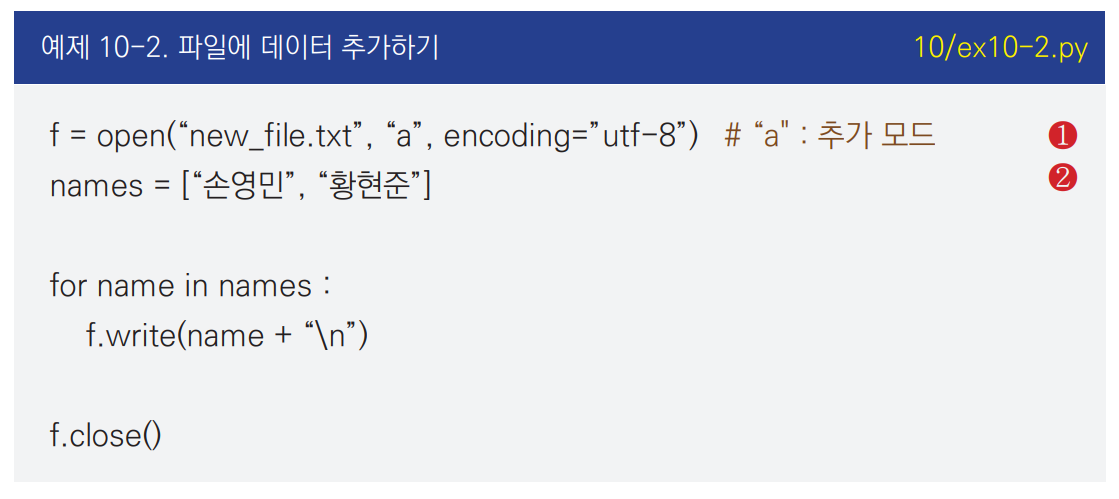 예제 10-2. 파일에 데이터 추가하기 10/ex10-2.py
f = open(“new_file.txt”, “a”, encoding=”utf-8”) # “a" : 추가 모드 ❶
names = [“손영민”, “황현준”] ❷
for name in names :
f.write(name + “\n”)
f.close()